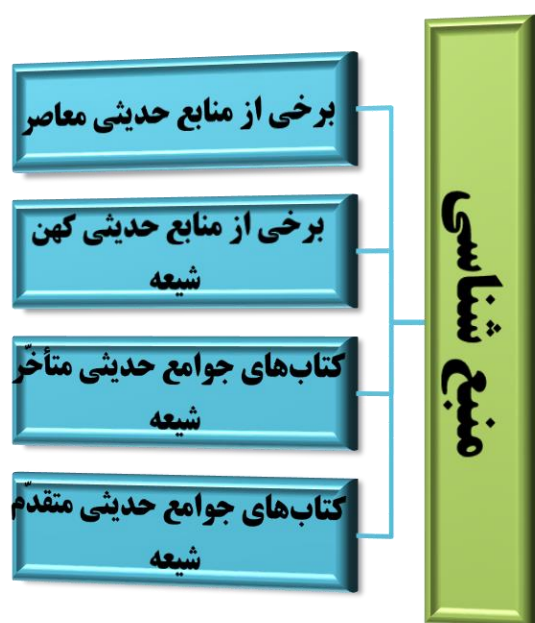 منبع شناسی
برخی از منابع حدیثی معاصر
برخی از منابع حدیثی کهن
شیعه
کتاب‌های جوامع حدیثی متأخّر
شیعه
کتاب‌های جوامع حدیثی متقدّم
شیعه